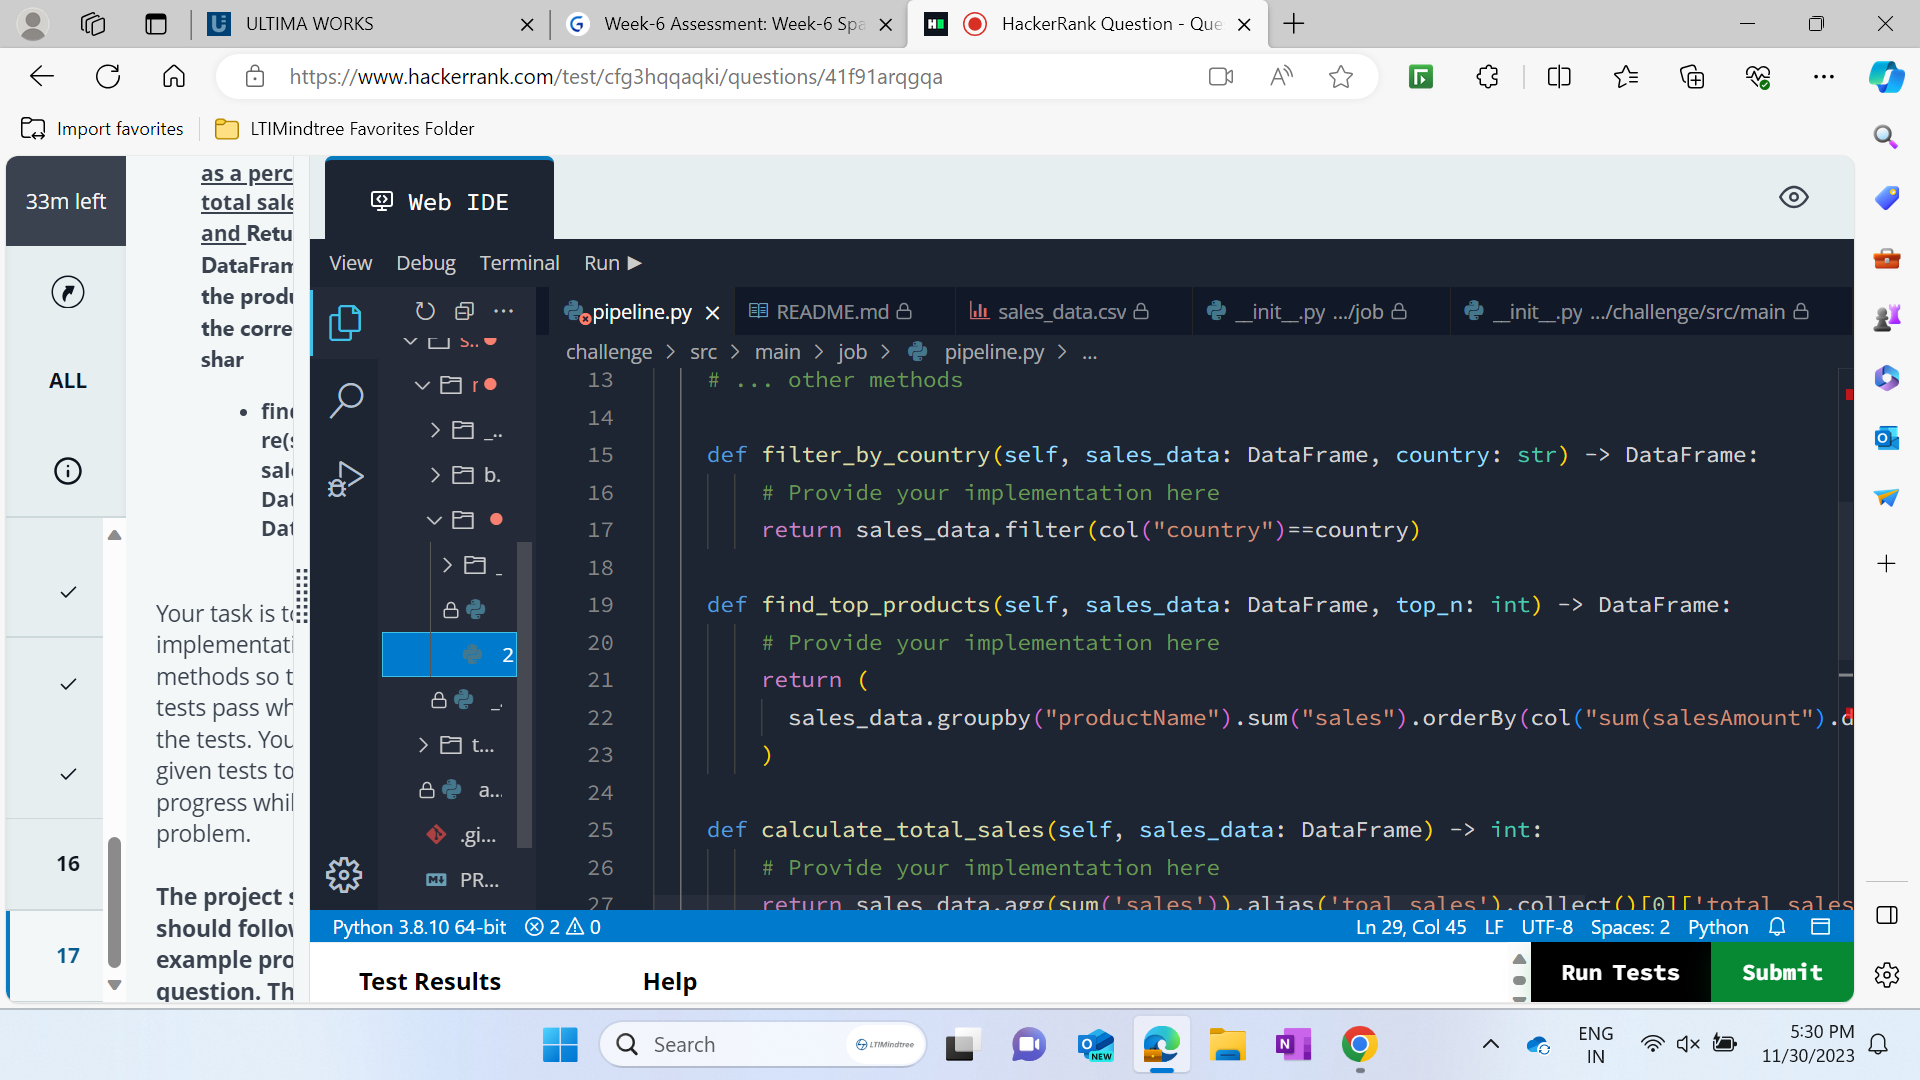 ULTIMA WORKS
Week-6 Assessment: Week-6 Spa
HackerRank Question - Que
https://www.hackerrank.com/test/cfg3hqqaqki/questions/41f91arqgqa
Import favorites
LTIMindtree Favorites Folder
33m left
ALL
16
17
as a perc
total sale
and Retu
DataFram
the produ
the corre
shar
• find
re(s
sale
Dat
Dat
Your task is to
implementati
methods so t
tests pass wh
the tests. You
given tests to
progress whil
problem.
The project s
should follow
example pro
question. Th
Web IDE
View Debug Terminal Run ▶
s..
r
_..
b.
_
2
_.
t...
a...
.gi...
PR...
pipeline.py
README.md
sales_data.csv
__init__.py .../job
__init__.py .../challenge/src/main
challenge > src > main > job > pipeline.py > ...
13 # ... other methods
14
15 def filter_by_country(self, sales_data: DataFrame, country: str) -> DataFrame:
16 # Provide your implementation here
17 return sales_data.filter(col("country")==country)
18
19 def find_top_products(self, sales_data: DataFrame, top_n: int) -> DataFrame:
20 # Provide your implementation here
21 return (
22 sales_data.groupby("productName").sum("sales").orderBy(col("sum(salesAmount").d
23 )
24
25 def calculate_total_sales(self, sales_data: DataFrame) -> int:
26 # Provide your implementation here
27 return sales_data.agg(sum('sales')).alias('toal_sales').collect()[0]['total_sales
Python 3.8.10 64-bit 2 0
Ln 29, Col 45 LF UTF-8 Spaces: 2 Python
Test Results Help
Run Tests Submit
Search
LTIMindtree
NEW
ENG
IN
5:30 PM
11/30/2023